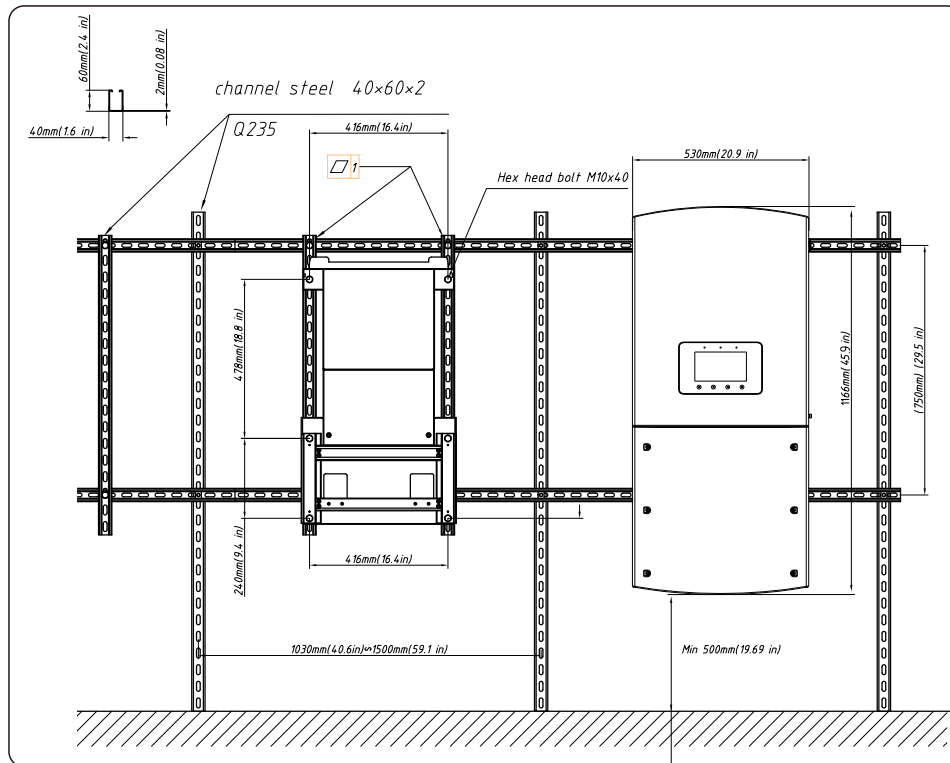 60mm(2.4 in)
2mm(0.08 in)
40mm(1.6 in)
channel steel 40×60×2
Q235
416mm(16.4in)
1
Hex head bolt M10x40
530mm(20.9 in)
478mm(18.8 in)
1166mm(45.9 in)
(750mm) (29.5 in)
240mm(9.4 in)
416mm(16.4in)
1030mm(40.6in)~1500mm(59.1 in)
Min 500mm(19.69 in)